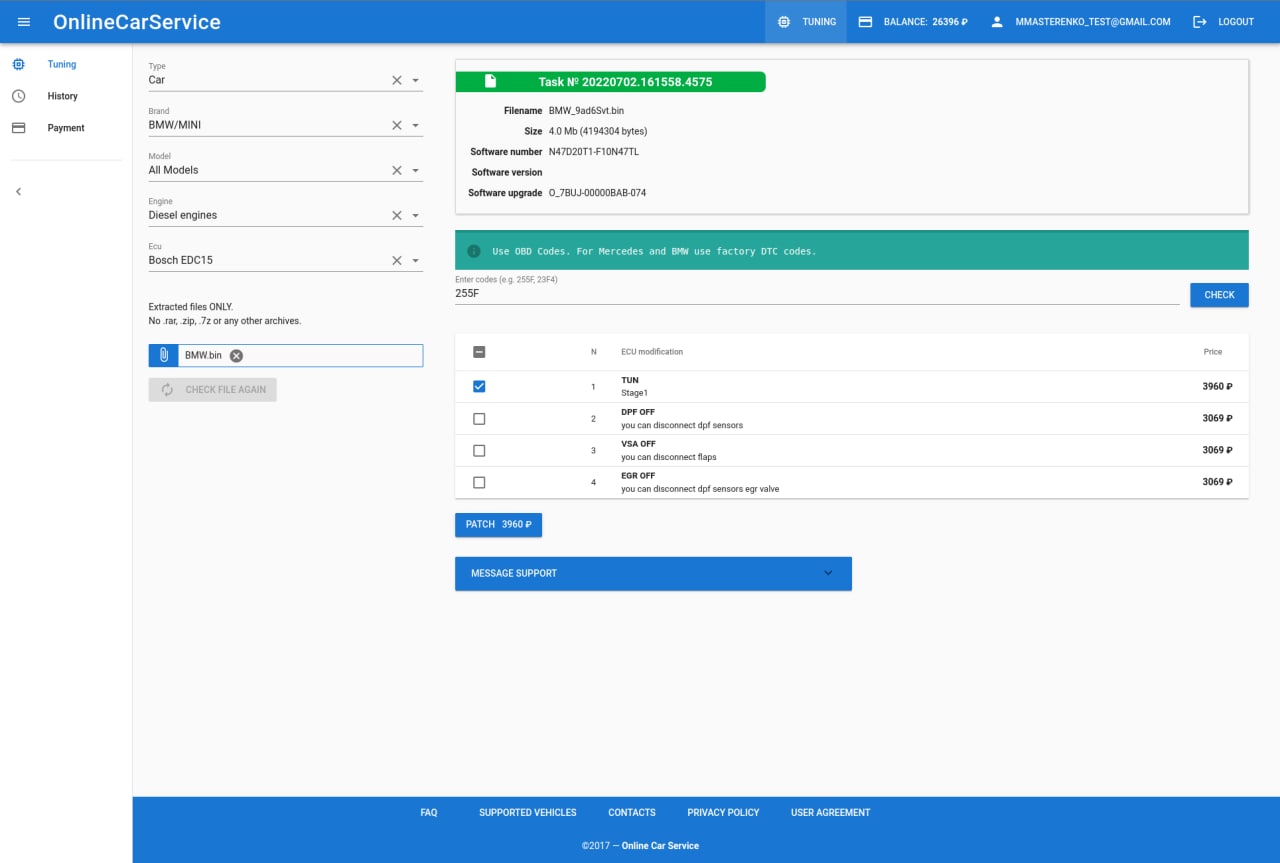 OnlineCarService
TUNING
BALANCE: 26396 ₽
MMASTERENKO_TEST@GMAIL.COM
LOGOUT
Tuning
History
Payment
Type
Car
Brand
BMW/MINI
Model
All Models
Engine
Diesel engines
Ecu
Bosch EDC15
Extracted files ONLY.
No .rar, .zip, .7z or any other archives.
BMW.bin
CHECK FILE AGAIN
Task № 20220702.161558.4575
Filename BMW_9ad6Svt.bin
Size 4.0 Mb (4194304 bytes)
Software number N47D20T1-F10N47TL
Software version
Software upgrade O_7BUJ-00000BAB-074
Use OBD Codes. For Mercedes and BMW use factory DTC codes.
Enter codes (e.g. 255F, 23F4)
255F
CHECK
N ECU modification Price
1 TUN 3960 ₽
Stage1
2 DPF OFF 3069 ₽
you can disconnect dpf sensors
3 VSA OFF 3069 ₽
you can disconnect flaps
4 EGR OFF 3069 ₽
you can disconnect dpf sensors egr valve
PATCH 3960 ₽
MESSAGE SUPPORT
FAQ SUPPORTED VEHICLES CONTACTS PRIVACY POLICY USER AGREEMENT
©2017 — Online Car Service